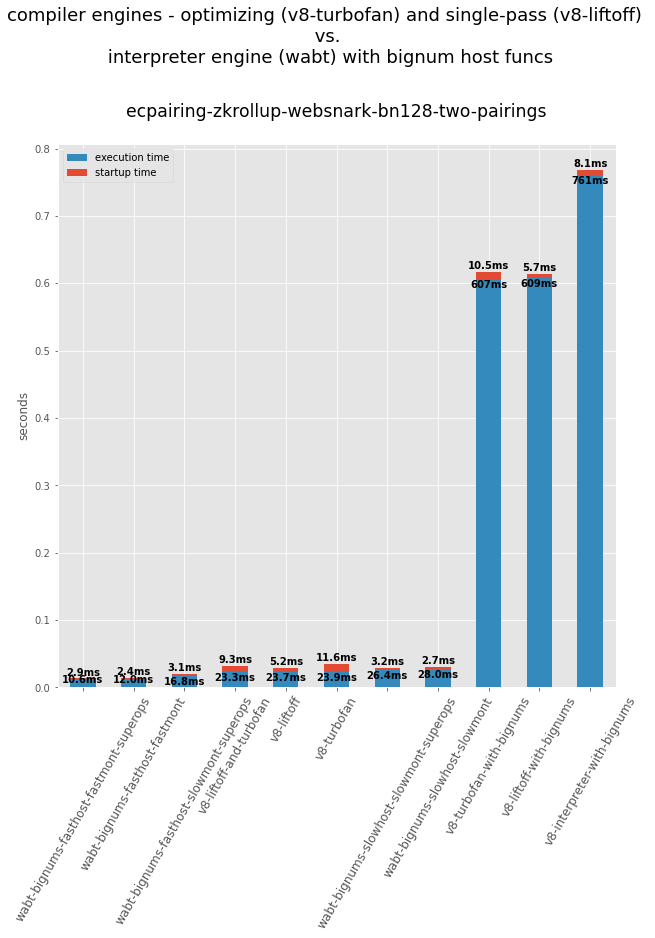 compiler engines - optimizing (v8-turbofan) and single-pass (v8-liftoff)
vs.
interpreter engine (wabt) with bignum host funcs
ecpairing-zkrollup-websnark-bn128-two-pairings
execution time
startup time
seconds
0.8
0.7
0.6
0.5
0.4
0.3
0.2
0.1
0.0
2.9ms
10.6ms
2.4ms
12.0ms
3.1ms
16.8ms
9.3ms
23.3ms
5.2ms
23.7ms
11.6ms
23.9ms
3.2ms
26.4ms
2.7ms
28.0ms
10.5ms
607ms
5.7ms
609ms
8.1ms
761ms
wabt-bignums-fasthost-fastmont-superops
wabt-bignums-fasthost-fastmont
wabt-bignums-fasthost-slowmont-superops
v8-liftoff-and-turbofan
v8-liftoff
v8-turbofan
wabt-bignums-slowhost-slowmont-superops
wabt-bignums-slowhost-slowmont
v8-turbofan-with-bignums
v8-liftoff-with-bignums
v8-interpreter-with-bignums